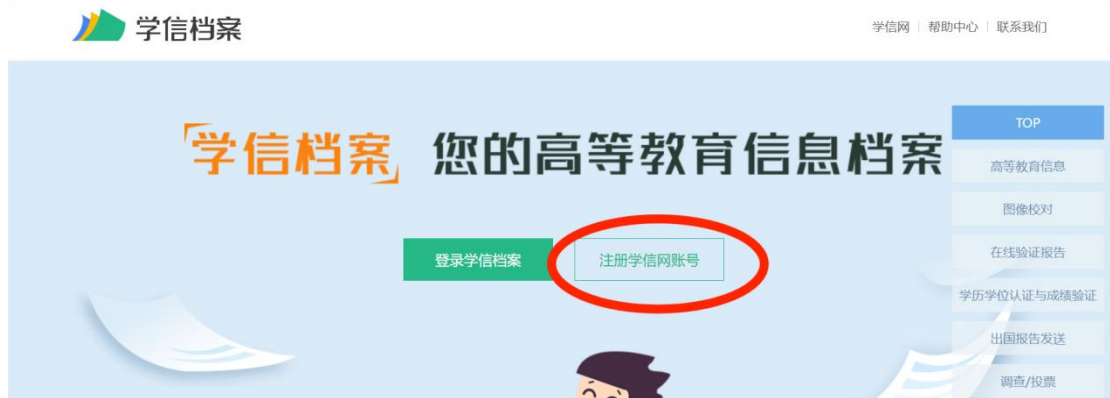 学信档案
学信网 | 帮助中心 | 联系我们
学信档案 您的高等教育信息档案
登录学信档案 注册学信网账号
TOP
高等教育信息
图像校对
在线验证报告
学历学位认证与成绩验证
出国报告发送
调查/投票